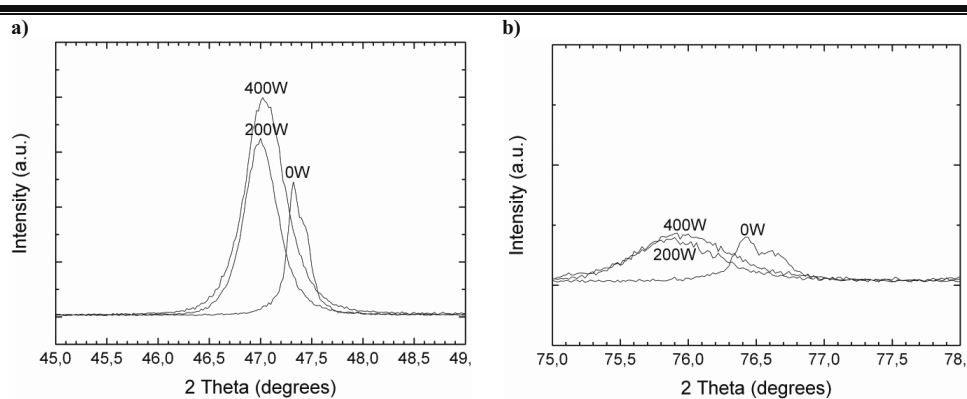 a)
400W
200W
0W
Intensity (a.u.)
45,0 45,5 46,0 46,5 47,0 47,5 48,0 48,5 49,
2 Theta (degrees)
b)
400W
0W
200W
Intensity (a.u.)
75,0 75,5 76,0 76,5 77,0 77,5 78,
2 Theta (degrees)